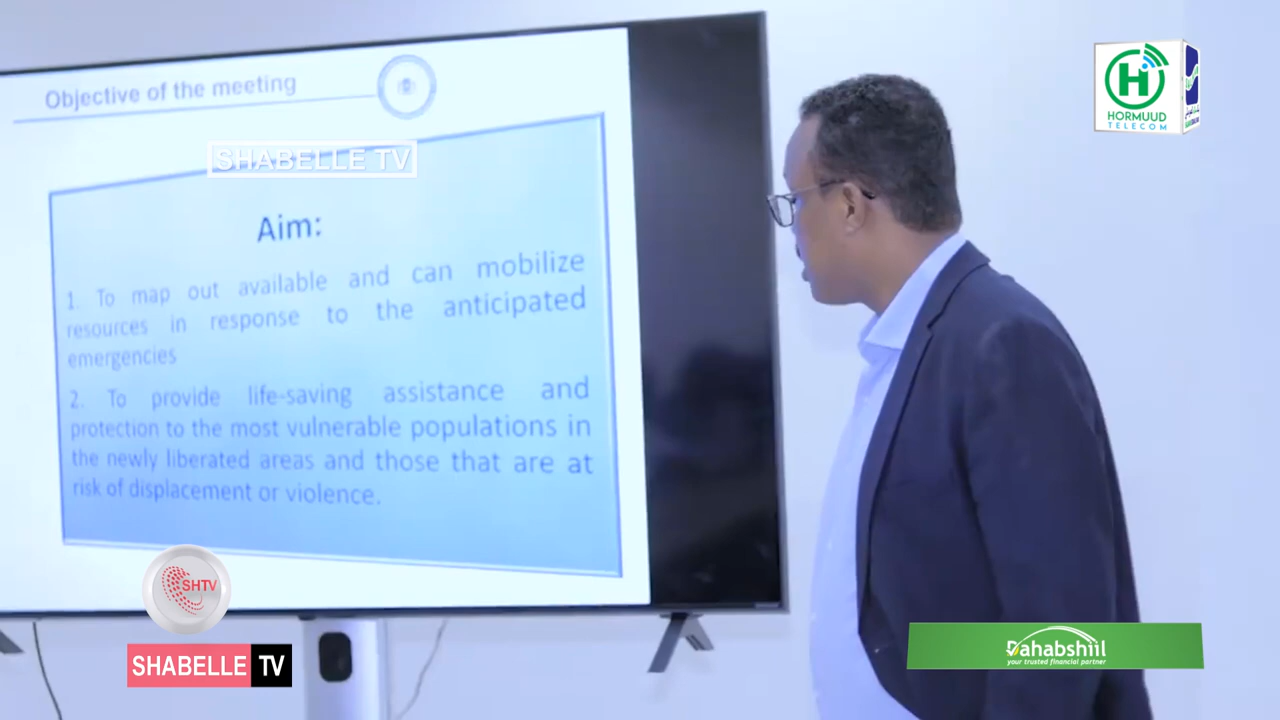 Objective of the meeting
SHABELLE TV
Aim:
1. To map out available and can mobilize
resources in response to the anticipated
emergencies
2. To provide life-saving assistance and
protection to the most vulnerable populations in
the newly liberated areas and those that are at
risk of displacement or violence.
HORMUUD
TELECOM
SHTV
SHABELLE TV
Dahabshiil
your trusted financial partner